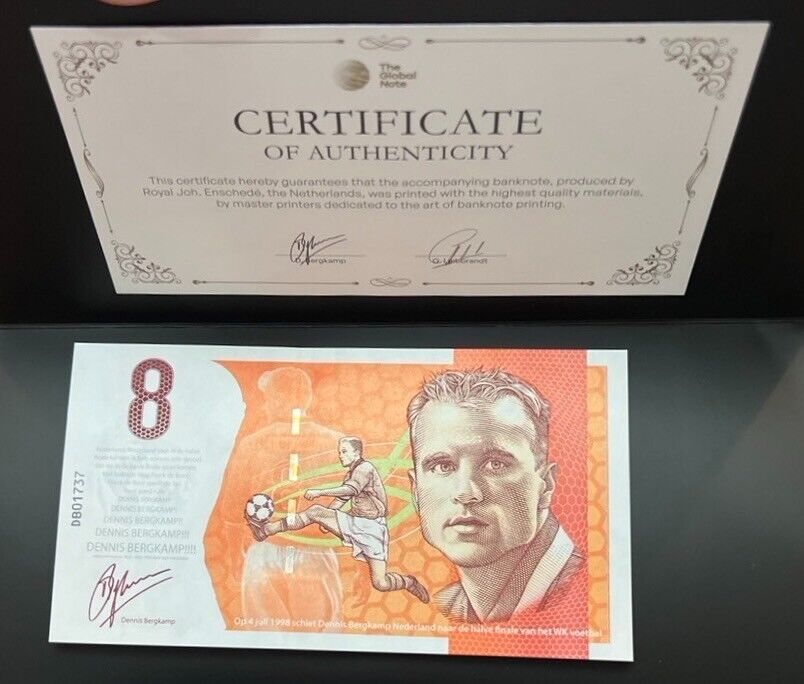 The
Global
Note
CERTIFICATE
OF AUTHENTICITY
This certificate hereby guarantees that the accompanying banknote, produced by
Royal Joh. Enschedé, the Netherlands, was printed with the highest quality materials,
by master printers dedicated to the art of banknote printing.
D. Bergkamp
8
DB01737
DENNIS BERGKAMP!
DENNIS BERGKAMP!!
DENNIS BERGKAMP!!!
DENNIS BERGKAMP!!!!
Dennis Bergkamp
Op 4 juli 1998 schiet Dennis Bergkamp Nederland naar de halve finale van het WK voetbal